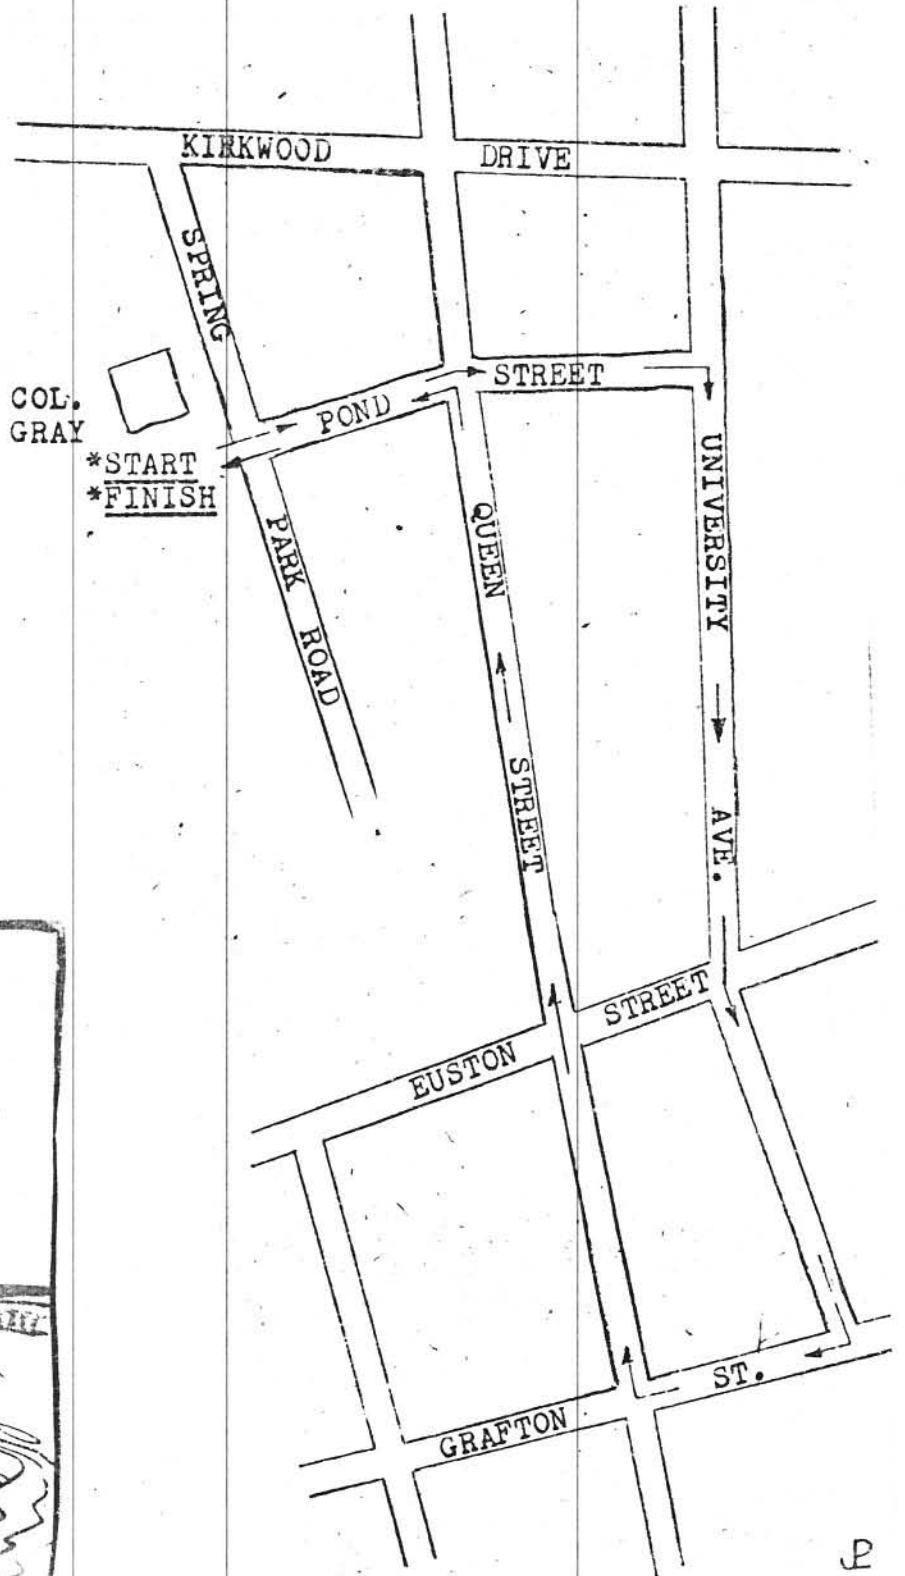 KIRKWOOD DRIVE
SPRING
PARK ROAD
COL.
GRAY
*START
*FINISH
POND STREET
QUEEN STREET
UNIVERSITY AVE.
EUSTON STREET
GRAFTON ST.